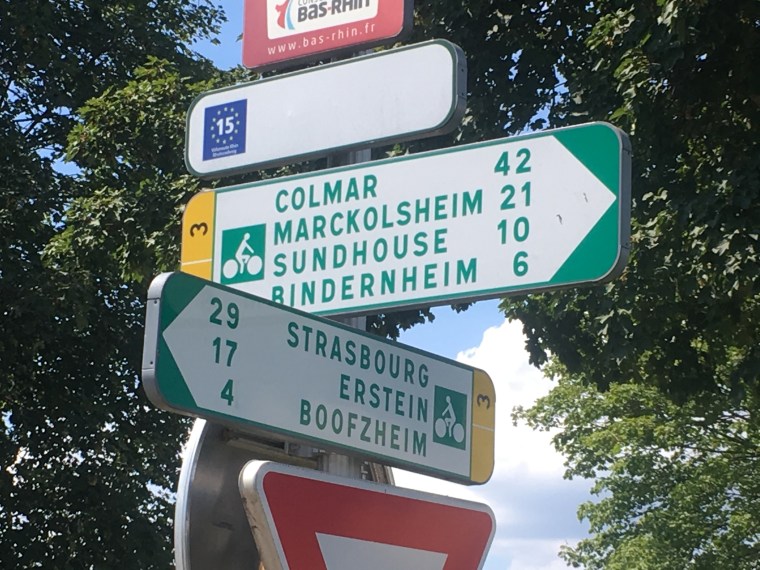 BAS-RHIN
www.bas-rhin.fr
15
3
COLMAR 42
MARCKOLSHEIM 21
SUNDHOUSE 10
BINDERNHEIM 6
29 STRASBOURG
17 ERSTEIN
4 BOOFZHEIM
3